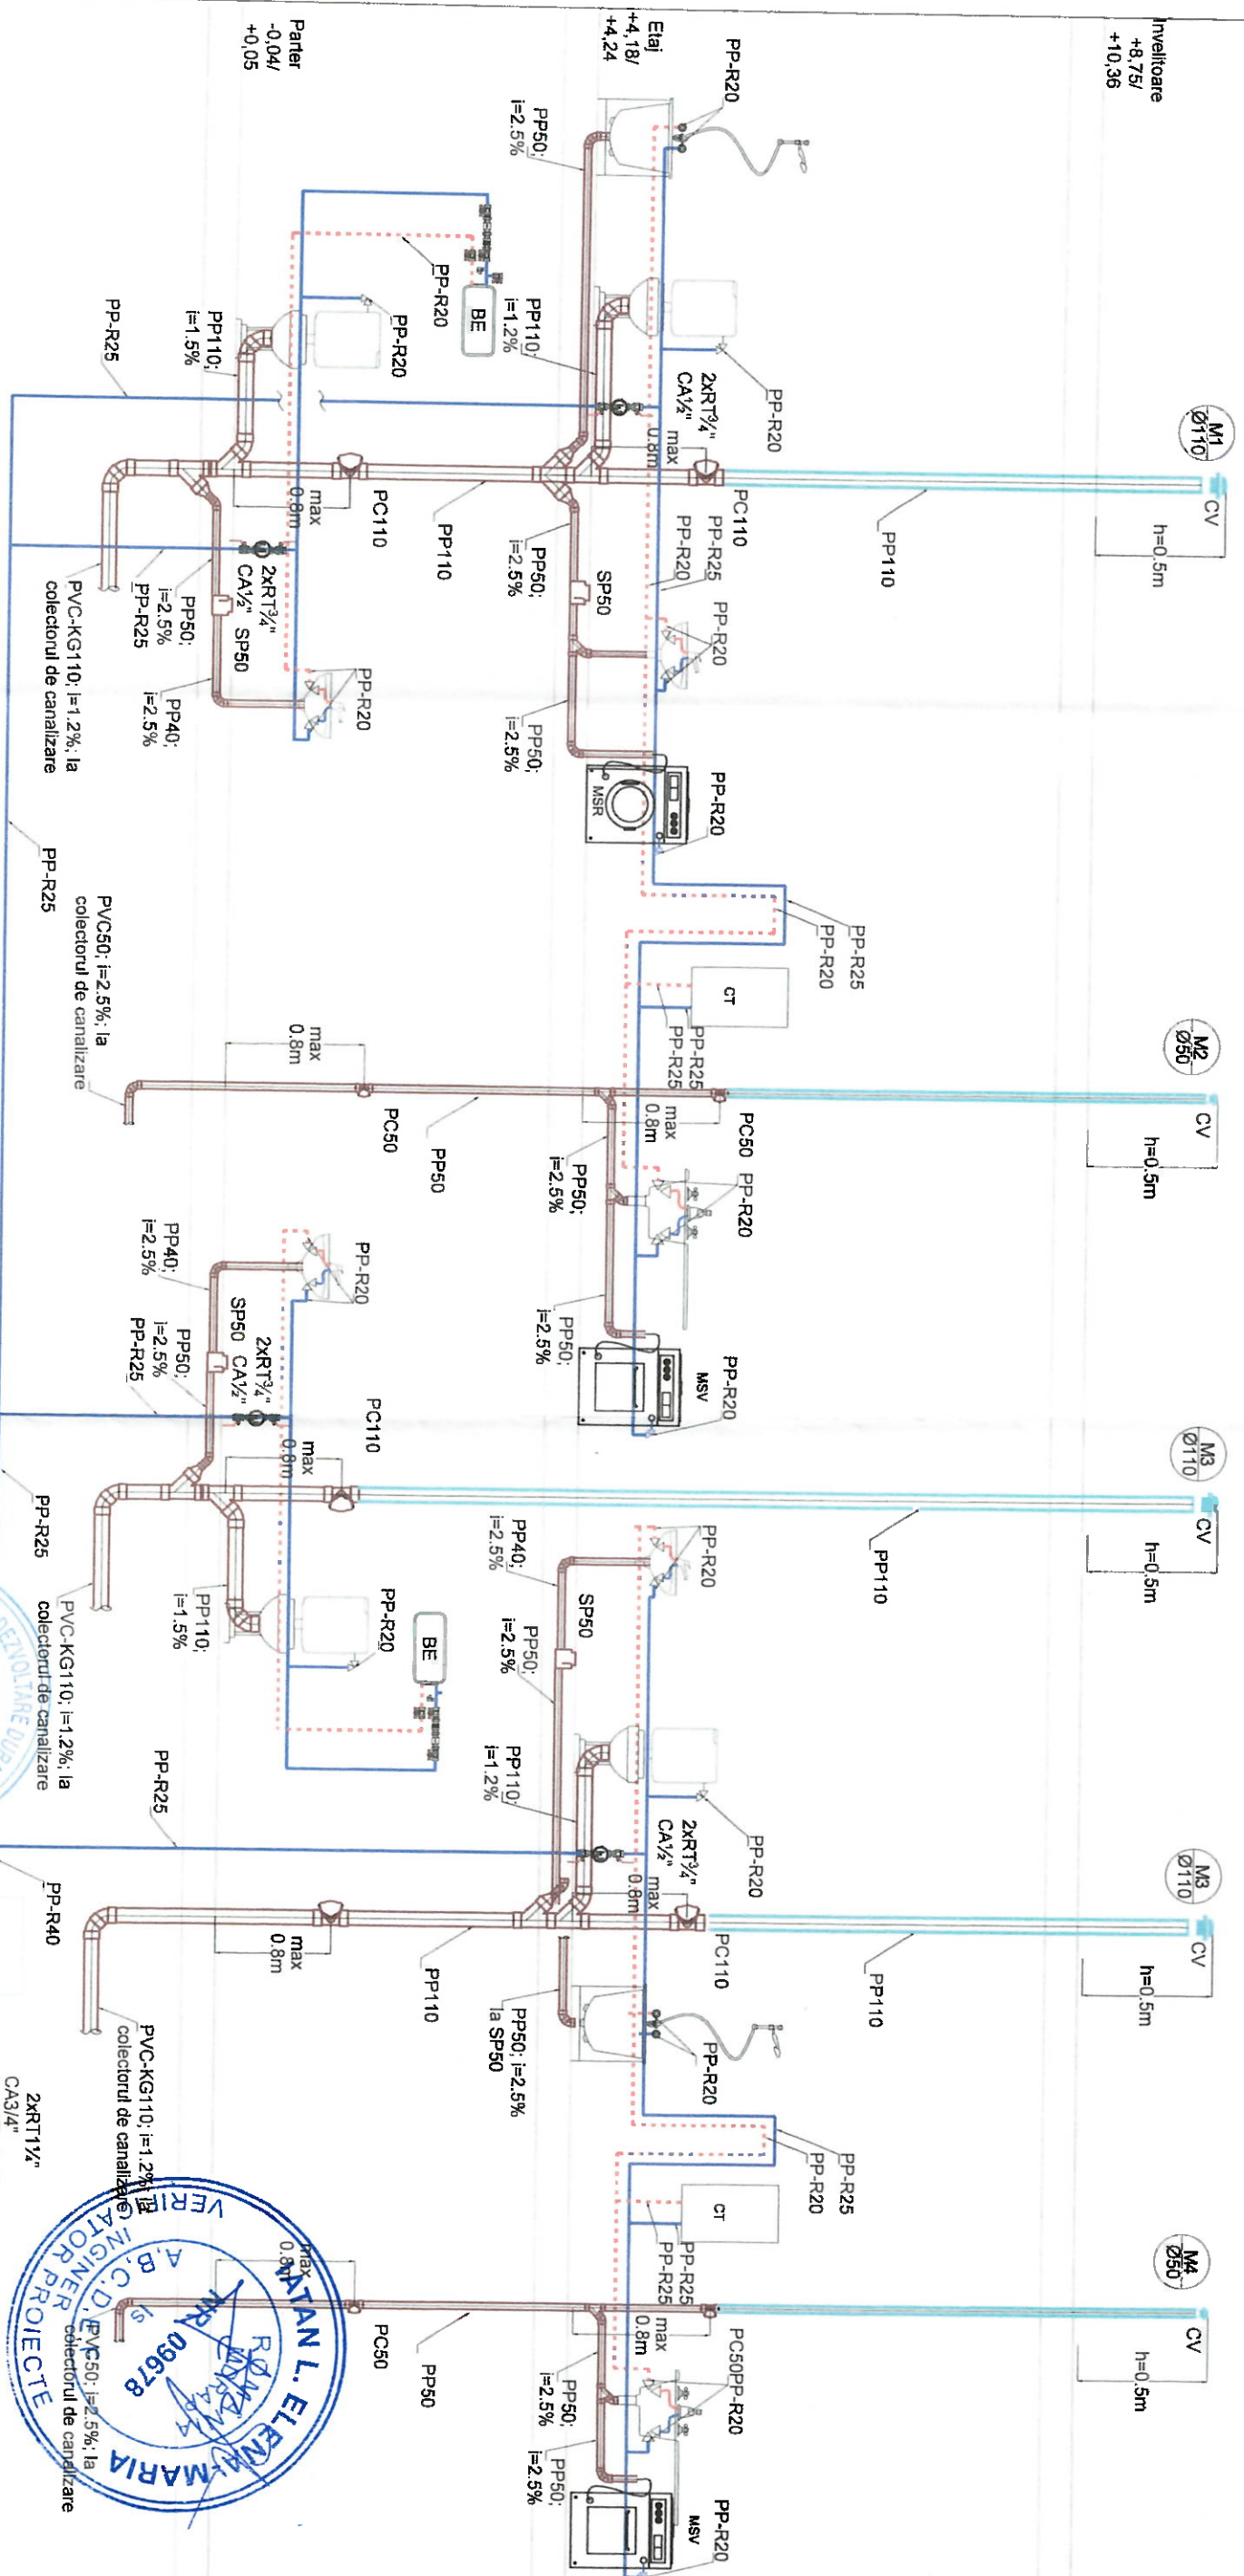 Invelitoare
+8,75/
+10,36
Etaj
+4,18/
+4,24
Parter
-0,04/
+0,05
M1
Ø110
CV
h=0.5m
PP110
PP-R20
PP50;
i=2.5%
PP110;
i=1.2%
PP-R20
2xRT¾"
CA½"
max
0.8m
PC110
PP-R25
PP-R20
PP-R20
PP50;
i=2.5%
SP50
PP50;
i=2.5%
MSR
PP-R20
PP-R25
PP-R20
BE
PP-R20
PP-R20
PP110;
i=1.5%
PP-R25
PC110
PP110
max
0.8m
2xRT¾"
CA½"
SP50
PP50;
i=2.5%
PP-R25
PP40;
i=2.5%
PP-R20
PVC-KG110; i=1.2%; la
colectorul de canalizare
PP-R25
M2
Ø50
CV
h=0.5m
CT
PP-R25
PP-R25
PC50
max
0.8m
PP-R20
PP50;
i=2.5%
PP50;
i=2.5%
MSV
PP-R20
PC50
PP50
max
0.8m
PVC50; i=2.5%; la
colectorul de canalizare
M3
Ø110
CV
h=0.5m
PP110
PP-R20
PP40;
i=2.5%
SP50
PP50;
i=2.5%
PP-R25
2xRT¾"
CA½"
PC110
max
0.8m
PP110;
i=1.5%
PP-R20
BE
PP-R25
PVC-KG110; i=1.2%; la
colectorul de canalizare
M3
Ø110
CV
h=0.5m
PP110
PP-R20
PP40;
i=2.5%
SP50
PP50;
i=2.5%
PP110;
i=1.2%
2xRT¾"
CA½"
PP-R20
max
0.8m
PC110
PP-R25
PP110
PP50; i=2.5%
la SP50
PP-R20
PP-R25
PP-R20
max
0.8m
PP-R40
PVC-KG110; i=1.2%; la
colectorul de canalizare
2xRT1¼"
CA3/4"
M4
Ø50
CV
h=0.5m
CT
PP-R25
PP-R25
PC50
PP-R20
max
0.8m
PP50;
i=2.5%
PP50;
i=2.5%
MSV
PP-R20
PC50
PP50
max
0.8m
PVC50; i=2.5%; la
colectorul de canalizare
DEZVOLTARE
VERIFICATOR PROIECTE
INGINER
ELENA-MARIA
ROMANIA
NR 09678
IS